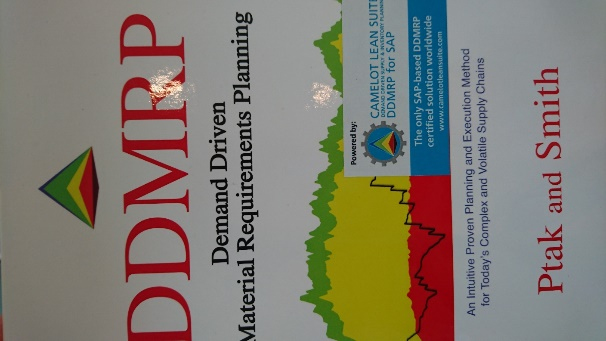 DDMRP
Demand Driven
Material Requirements Planning
Powered by:
CAMELOT LEAN SUITE
DEMAND DRIVEN SUPPLY & INVENTORY PLANNING
DDMRP for SAP
The only SAP-based DDMRP
certified solution worldwide
www.camelotleansuite.com
An Intuitive Proven Planning and Execution Method
for Today's Complex and Volatile Supply Chains
Ptak and Smith